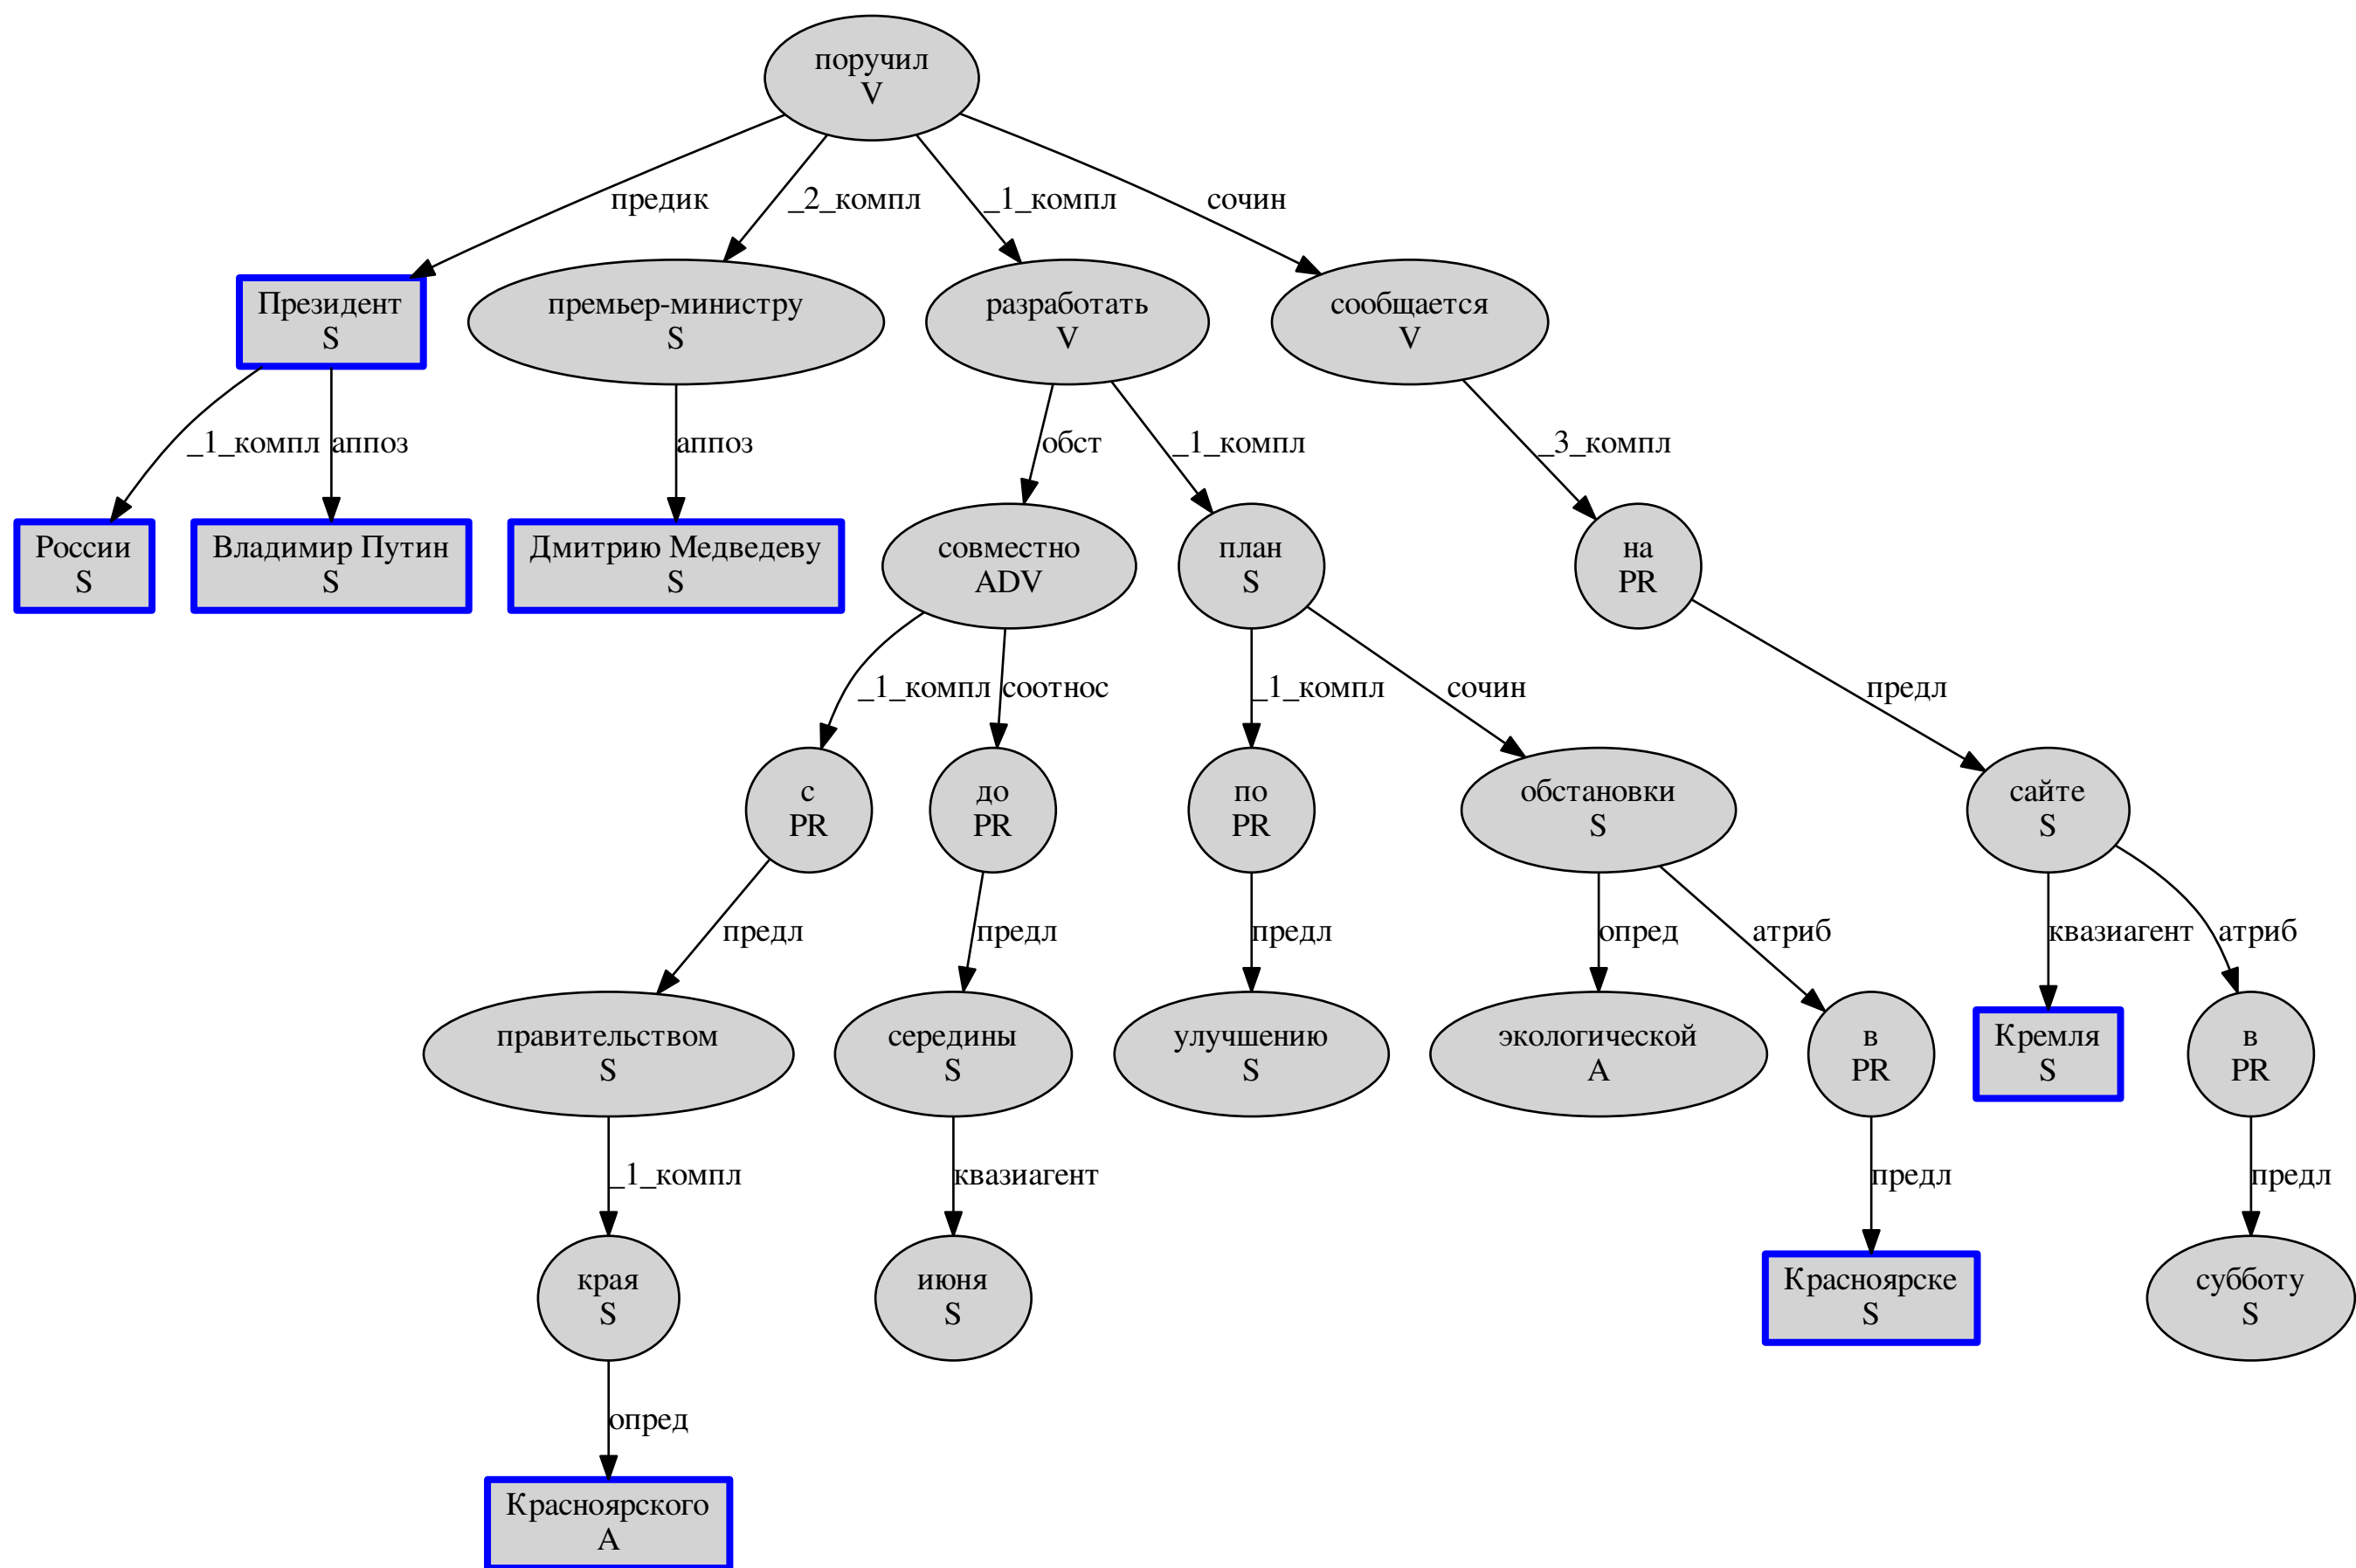 поручил
V
предик
_2_компл
_1_компл
сочин
Президент
S
премьер-министру
S
разработать
V
сообщается
V
_1_компл
аппоз
аппоз
обст
_1_компл
_3_компл
России
S
Владимир Путин
S
Дмитрию Медведеву
S
совместно
ADV
план
S
на
PR
_1_компл
соотнос
_1_компл
сочин
предл
с
PR
до
PR
по
PR
обстановки
S
сайте
S
предл
предл
предл
опред
атриб
квазиагент
атриб
правительством
S
середины
S
улучшению
S
экологической
A
в
PR
Кремля
S
в
PR
_1_компл
квазиагент
предл
предл
края
S
июня
S
Красноярске
S
субботу
S
опред
Красноярского
A